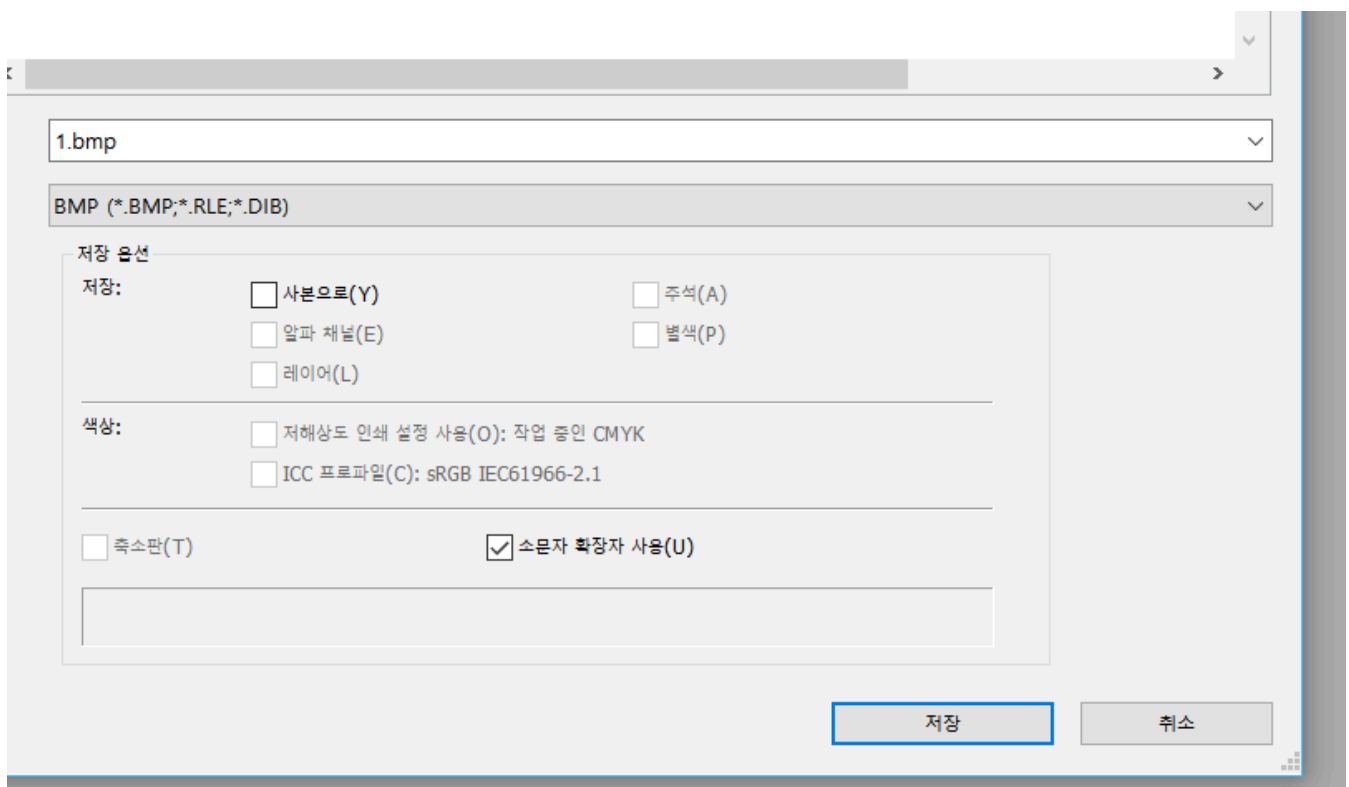 1.bmp
BMP (*.BMP;*.RLE;*.DIB)
저장 옵션
저장:
사본으로(Y)
주석(A)
알파 채널(E)
별색(P)
레이어(L)
색상:
저해상도 인쇄 설정 사용(O): 작업 중인 CMYK
ICC 프로파일(C): sRGB IEC61966-2.1
축소판(T)
소문자 확장자 사용(U)
저장
취소